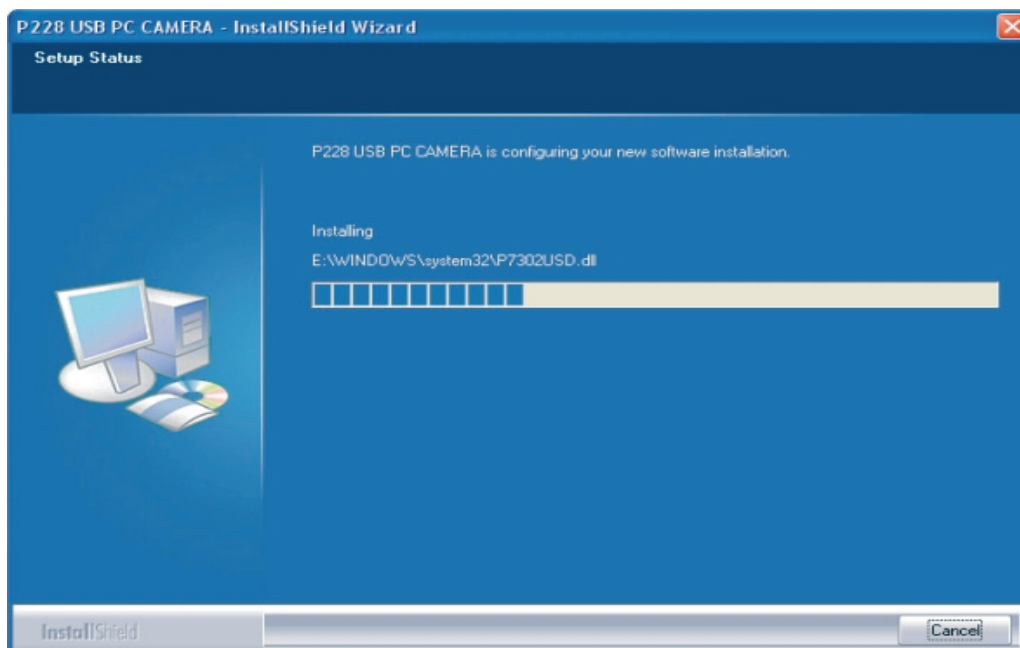 P228 USB PC CAMERA - InstallShield Wizard
Setup Status
P228 USB PC CAMERA is configuring your new software installation.
Installing
E:\WINDOWS\system32\P7302USD.dll
InstallShield
Cancel